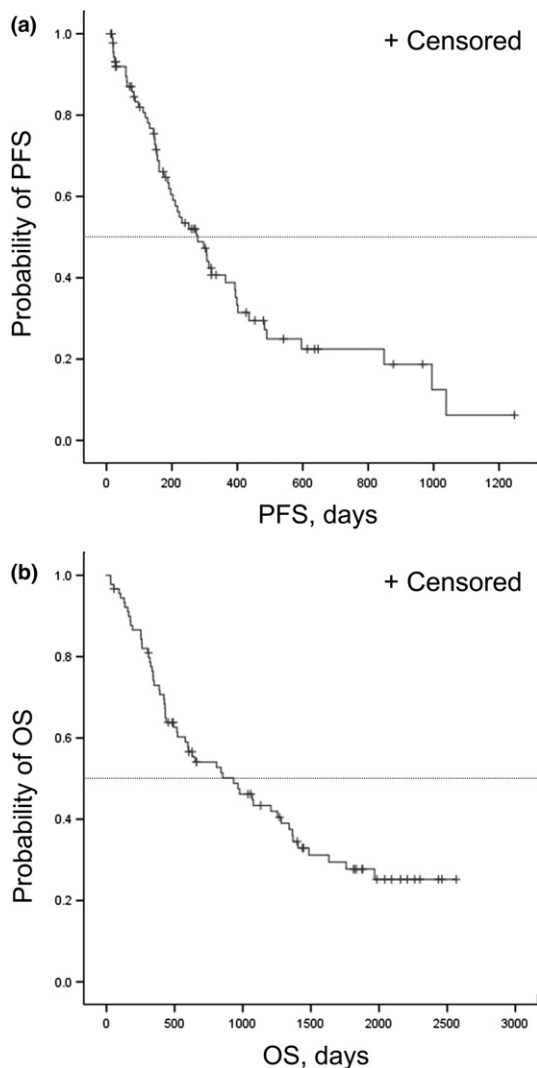 (a)
+ Censored
1.0
0.8
0.6
0.4
0.2
0.0
Probability of PFS
0 200 400 600 800 1000 1200
PFS, days
(b)
+ Censored
1.0
0.8
0.6
0.4
0.2
0.0
Probability of OS
0 500 1000 1500 2000 2500 3000
OS, days